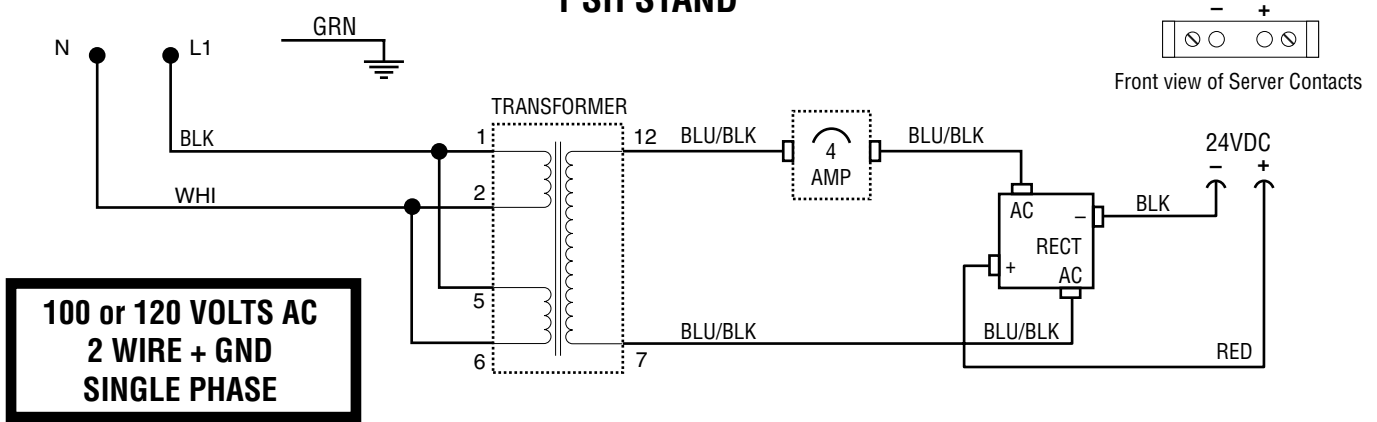 1 SH STAND
– +
Front view of Server Contacts
N
L1
GRN
TRANSFORMER
BLK
1
12
BLU/BLK
4
AMP
BLU/BLK
24VDC
– +
WHI
2
AC
–
BLK
RECT
+
AC
100 or 120 VOLTS AC
2 WIRE + GND
SINGLE PHASE
5
6
BLU/BLK
7
BLU/BLK
RED